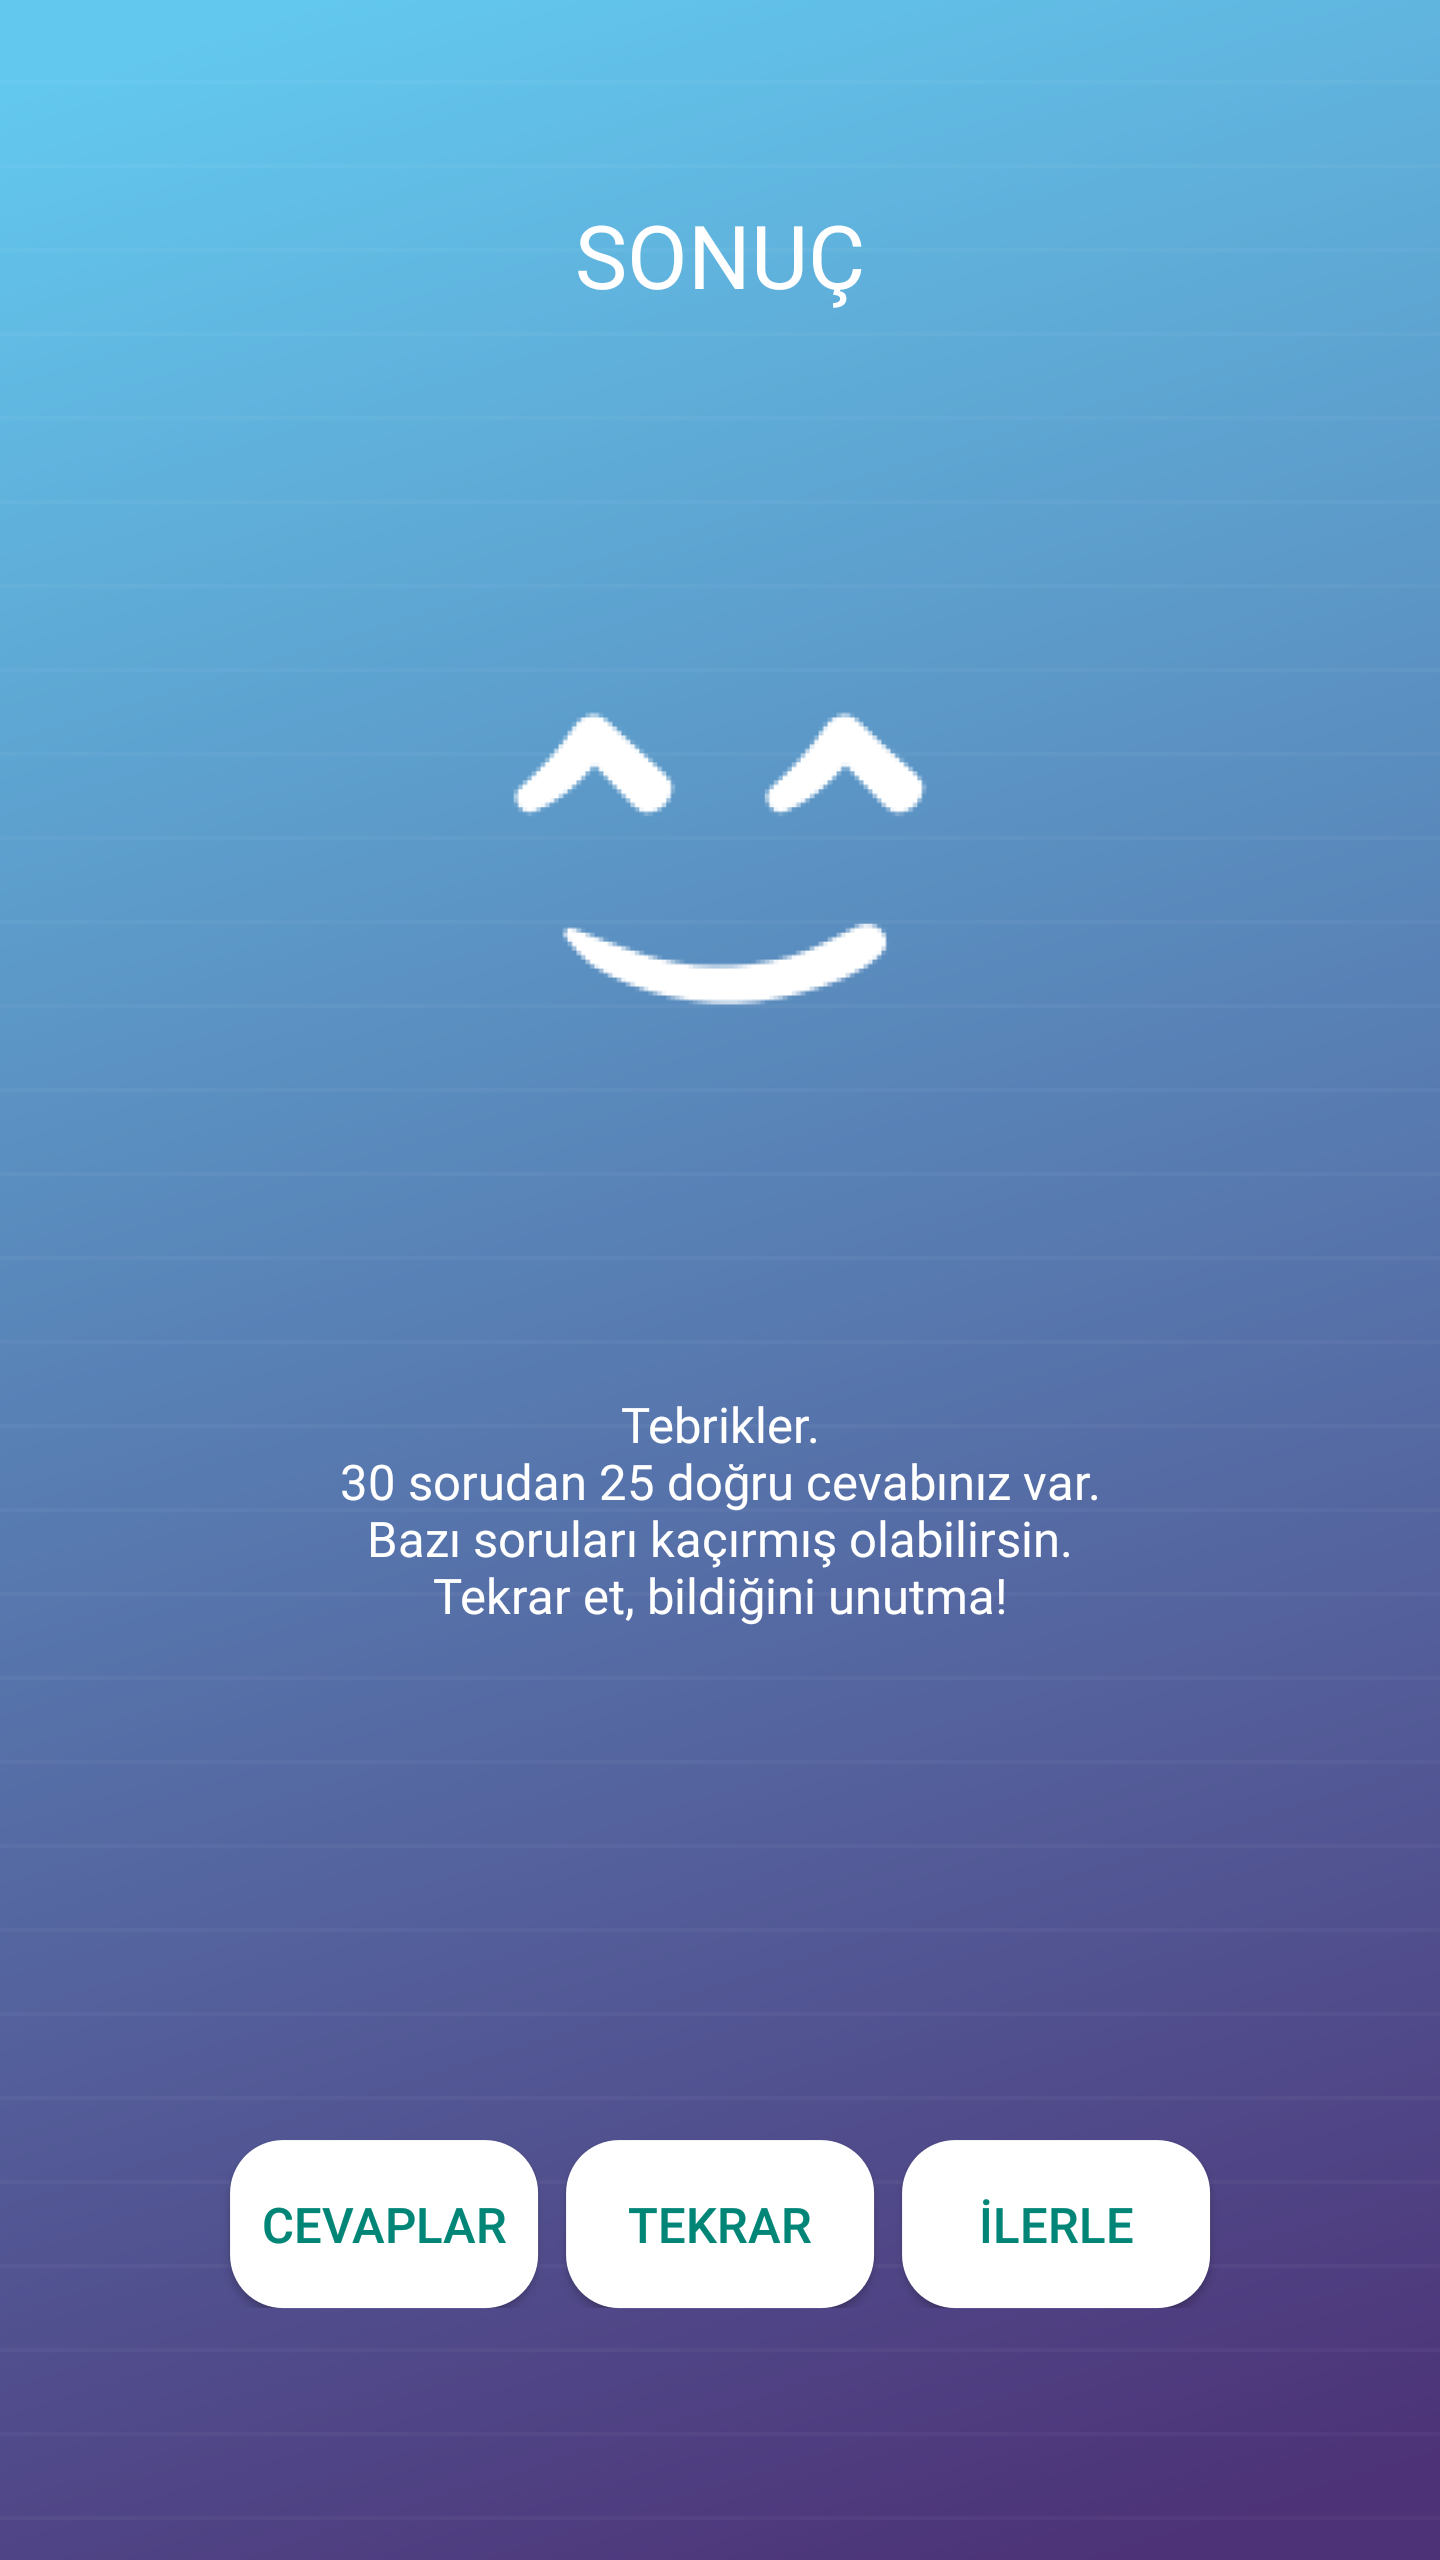 SONUÇ
Tebrikler.
30 sorudan 25 doğru cevabınız var.
Bazı soruları kaçırmış olabilirsin.
Tekrar et, bildiğini unutma!
CEVAPLAR
TEKRAR
İLERLE